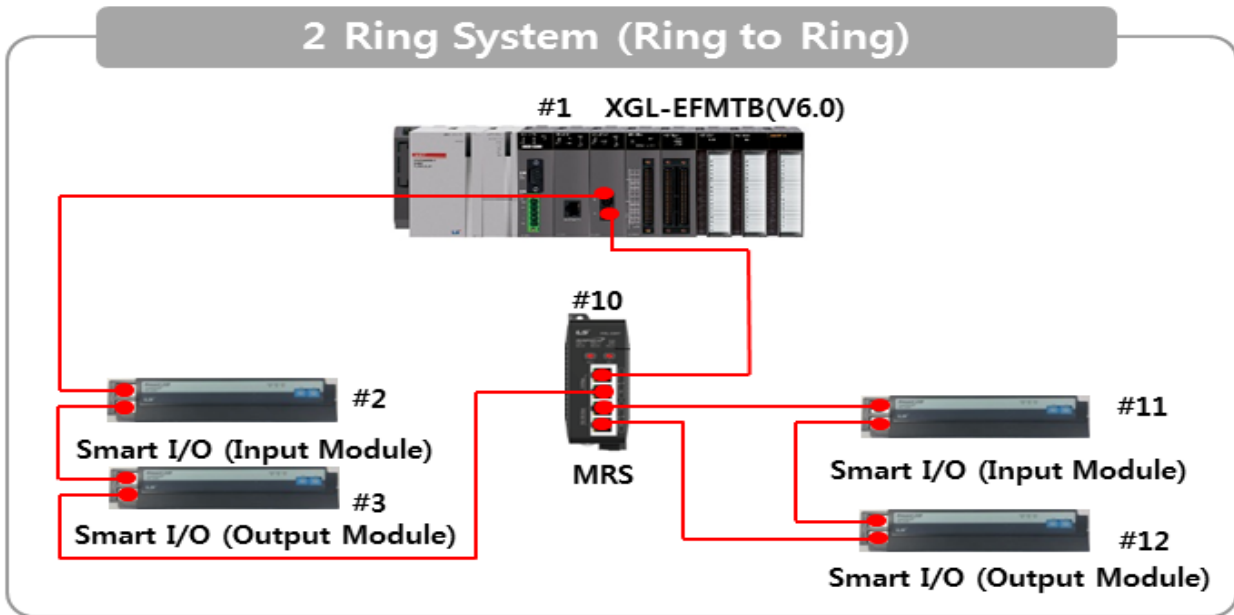 2 Ring System (Ring to Ring)
#1 XGL-EFMTB(V6.0)
#10
#2
Smart I/O (Input Module)
#3
Smart I/O (Output Module)
MRS
#11
Smart I/O (Input Module)
#12
Smart I/O (Output Module)